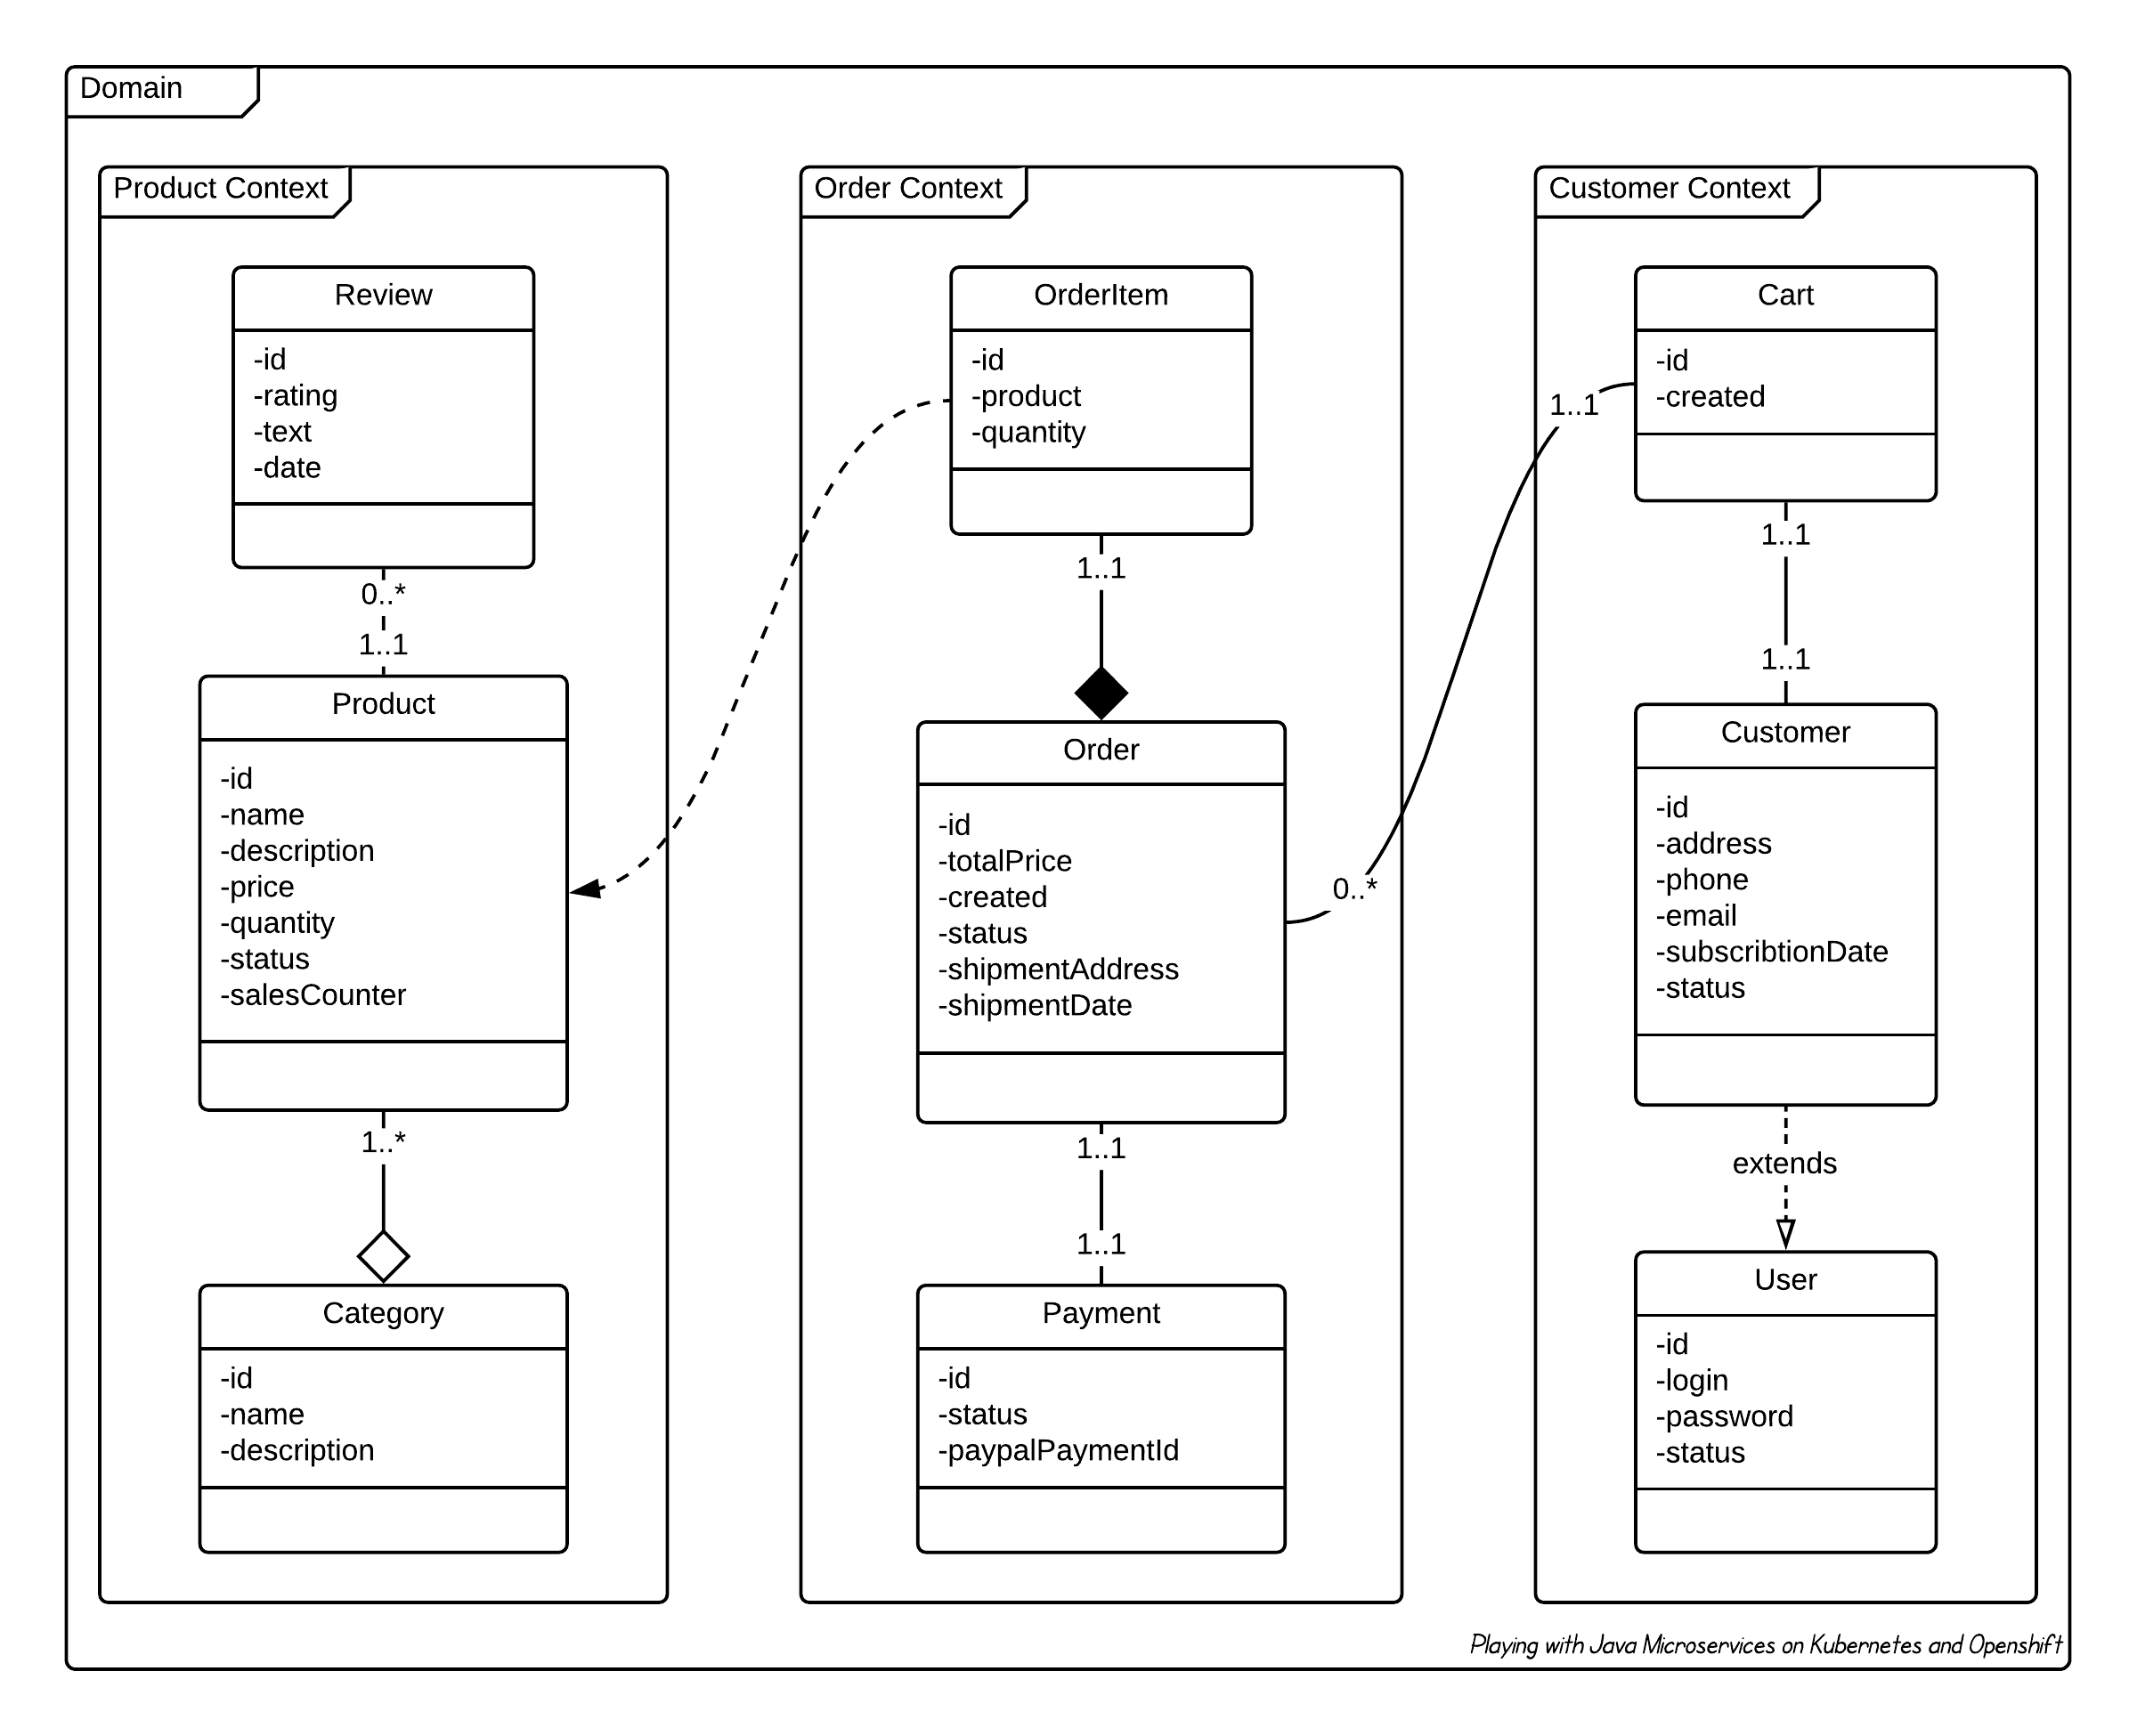 Domain
Product Context
Review
-id
-rating
-text
-date
0..*
1..1
Product
-id
-name
-description
-price
-quantity
-status
-salesCounter
1..*
Category
-id
-name
-description
Order Context
OrderItem
-id
-product
-quantity
1..1
Order
-id
-totalPrice
-created
-status
-shipmentAddress
-shipmentDate
0..*
1..1
1..1
Payment
-id
-status
-paypalPaymentId
Customer Context
Cart
-id
-created
1..1
1..1
1..1
Customer
-id
-address
-phone
-email
-subscribtionDate
-status
extends
User
-id
-login
-password
-status
Playing with Java Microservices on Kubernetes and Openshift